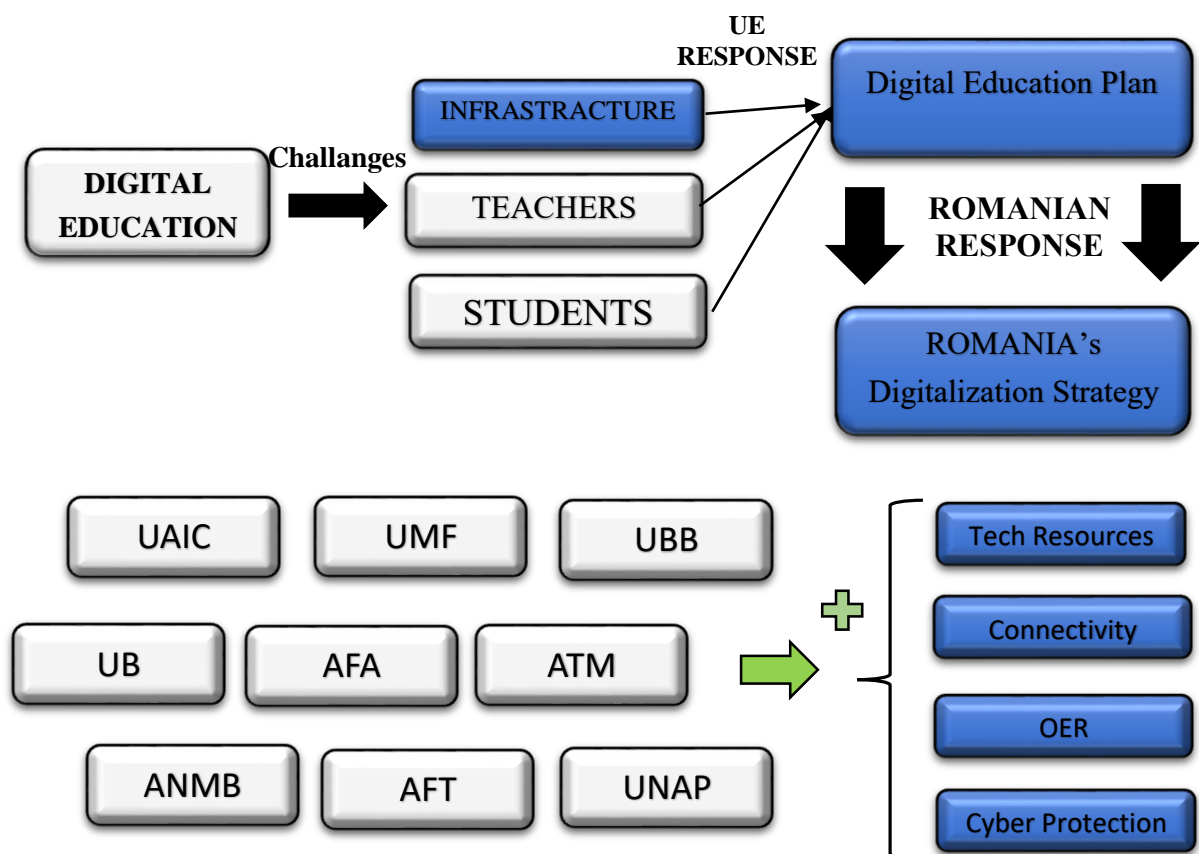 UE
RESPONSE
Digital Education Plan
INFRASTRACTURE
Challanges
DIGITAL
EDUCATION
TEACHERS
STUDENTS
ROMANIAN
RESPONSE
ROMANIA’s
Digitalization Strategy
UAIC
UMF
UBB
Tech Resources
UB
AFA
ATM
Connectivity
OER
ANMB
AFT
UNAP
Cyber Protection